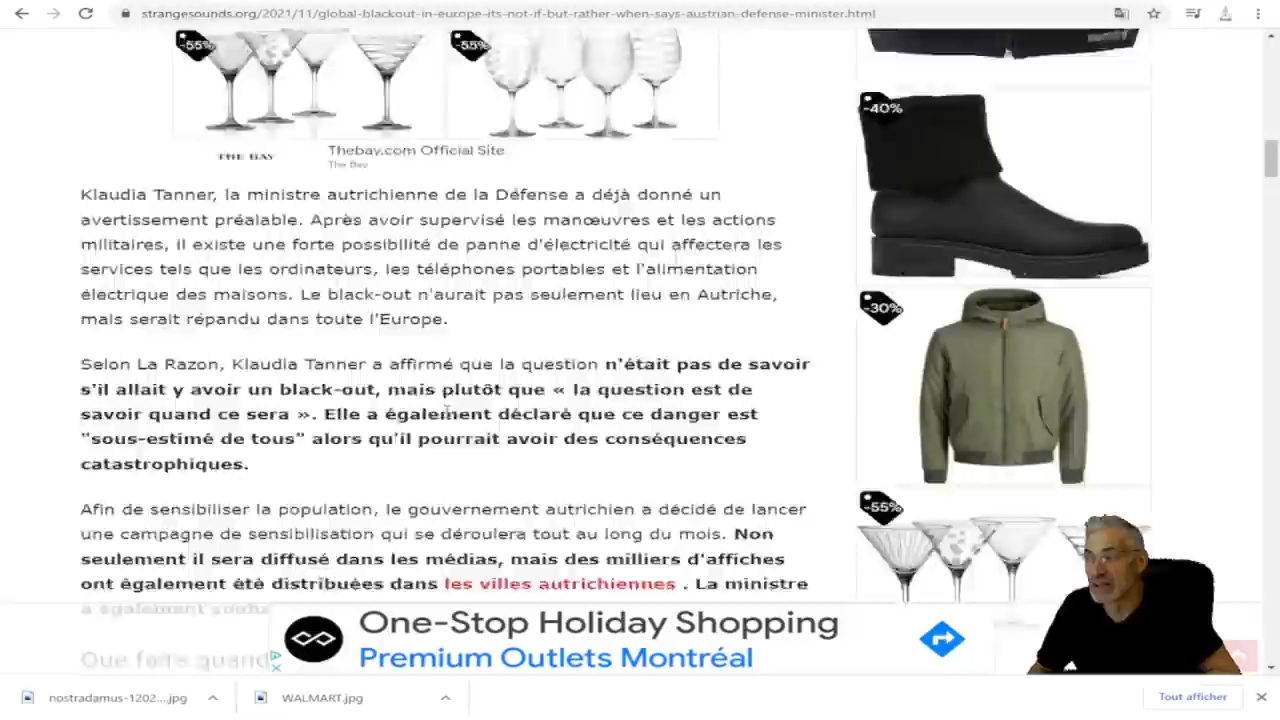 strangesounds.org/2021/11/global-blackout-in-europe-its-not-if-but-rather-when-says-austrian-defense-minister.html
-55%
-55%
THE BAY
Thebay.com Official Site
The Bay
-40%
Klaudia Tanner, la ministre autrichienne de la Défense a déjà donné un
avertissement préalable. Après avoir supervisé les manœuvres et les actions
militaires, il existe une forte possibilité de panne d'électricité qui affectera les
services tels que les ordinateurs, les téléphones portables et l'alimentation
électrique des maisons. Le black-out n'aurait pas seulement lieu en Autriche,
mais serait répandu dans toute l'Europe.
-30%
Selon La Razon, Klaudia Tanner a affirmé que la question n'était pas de savoir
s'il allait y avoir un black-out, mais plutôt que « la question est de
savoir quand ce sera ». Elle a également déclaré que ce danger est
"sous-estimé de tous" alors qu'il pourrait avoir des conséquences
catastrophiques.
-55%
Afin de sensibiliser la population, le gouvernement autrichien a décidé de lancer
une campagne de sensibilisation qui se déroulera tout au long du mois. Non
seulement il sera diffusé dans les médias, mais des milliers d'affiches
ont également été distribuées dans les villes autrichiennes . La ministre
a également
Que faire quand
One-Stop Holiday Shopping
Premium Outlets Montréal
nostradamus-1202....jpg
WALMART.jpg
Tout afficher